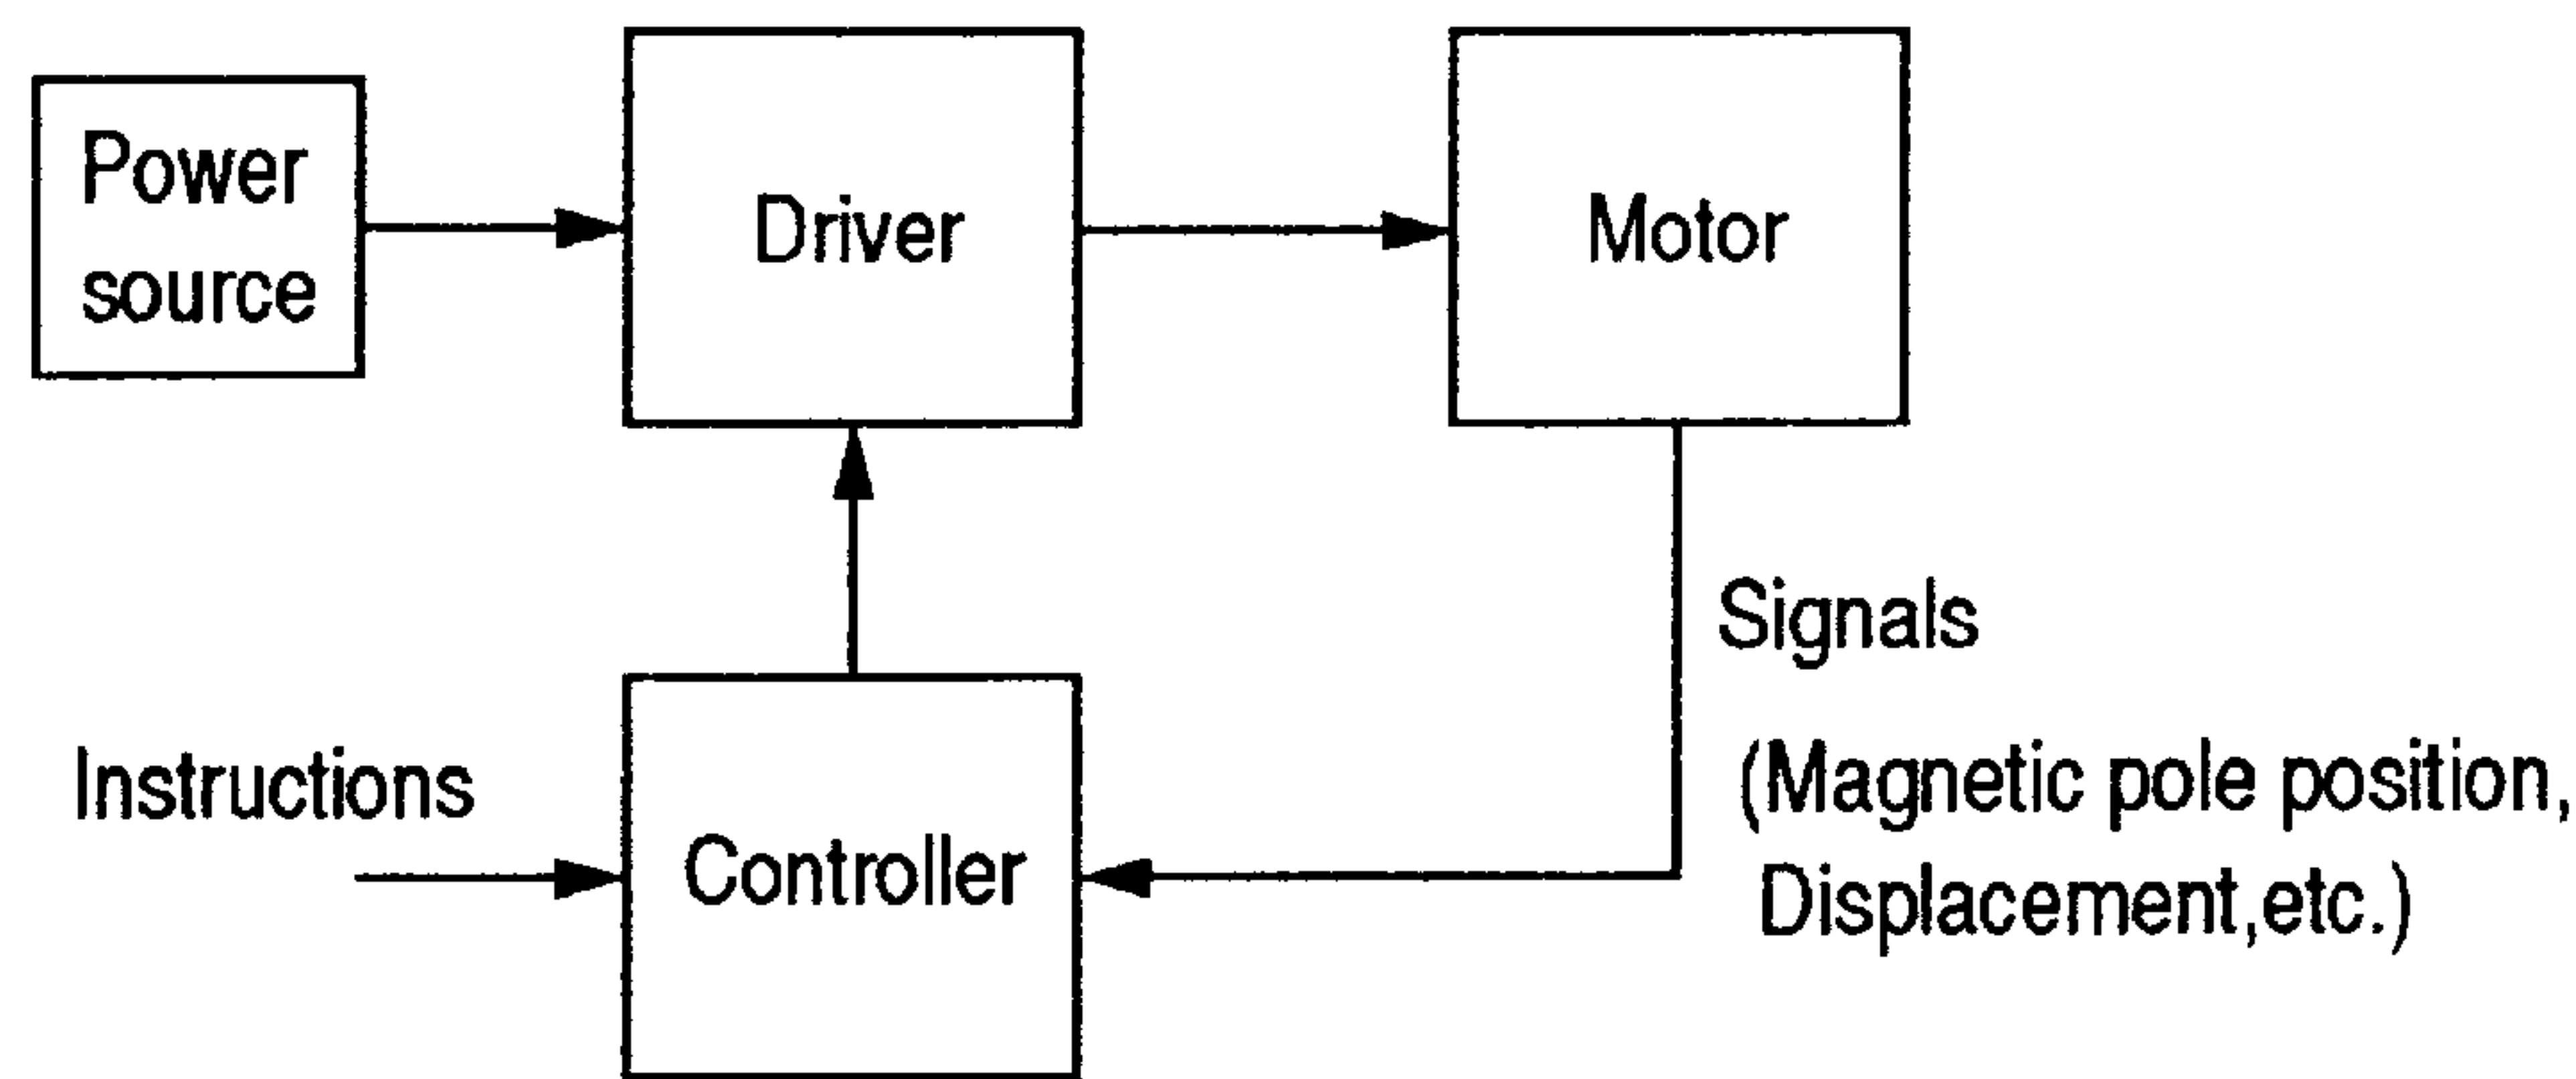 Power
source
Driver
Motor
Signals
(Magnetic pole position,
Displacement,etc.)
Instructions
Controller